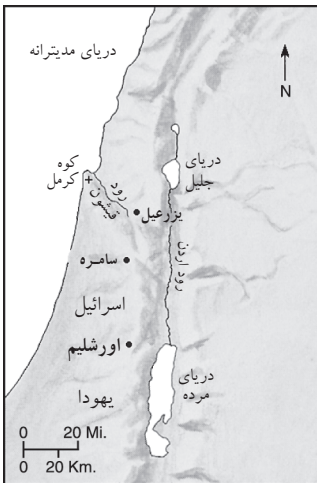 دریای مدیترانه
N
کوه
کرمل
رود
قیشون
دریای
جلیل
یزرعیل
رود اردن
سامره
اسرائیل
اورشلیم
یهودا
دریای
مرده
0 20 Mi.
0 20 Km.